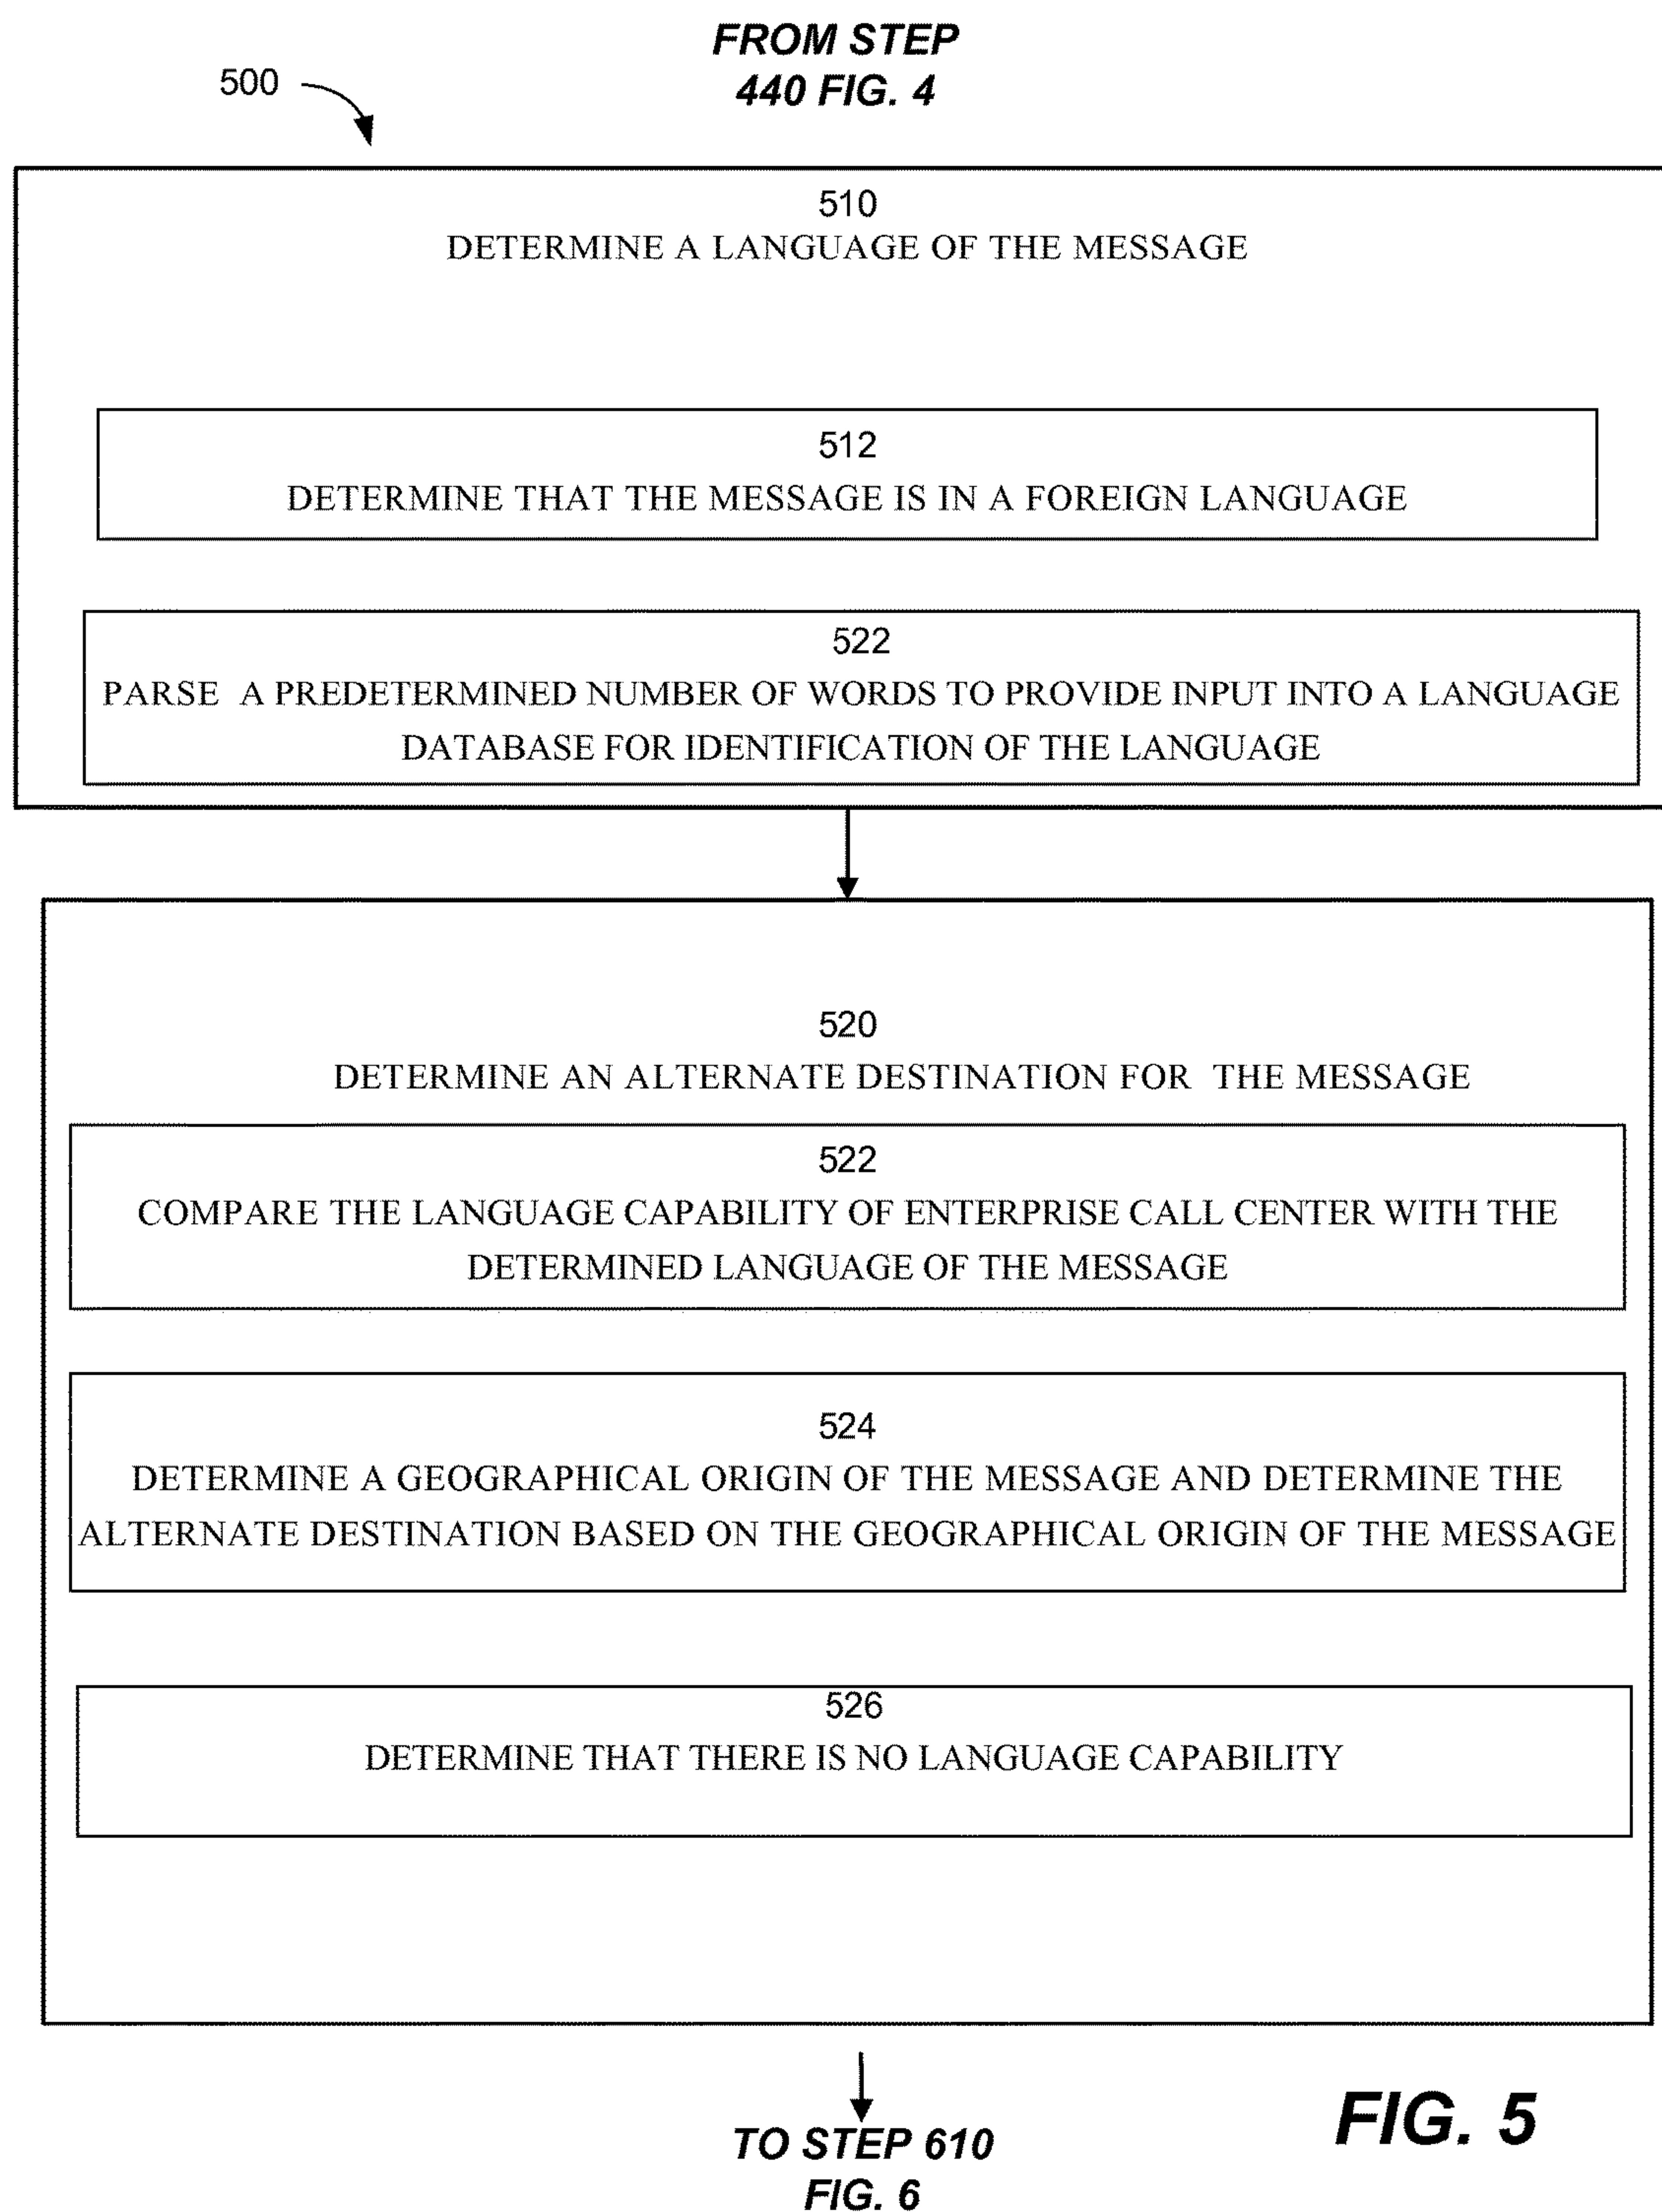 FROM STEP
440 FIG. 4
500
510
DETERMINE A LANGUAGE OF THE MESSAGE
512
DETERMINE THAT THE MESSAGE IS IN A FOREIGN LANGUAGE
522
PARSE A PREDETERMINED NUMBER OF WORDS TO PROVIDE INPUT INTO A LANGUAGE
DATABASE FOR IDENTIFICATION OF THE LANGUAGE
520
DETERMINE AN ALTERNATE DESTINATION FOR THE MESSAGE
522
COMPARE THE LANGUAGE CAPABILITY OF ENTERPRISE CALL CENTER WITH THE
DETERMINED LANGUAGE OF THE MESSAGE
524
DETERMINE A GEOGRAPHICAL ORIGIN OF THE MESSAGE AND DETERMINE THE
ALTERNATE DESTINATION BASED ON THE GEOGRAPHICAL ORIGIN OF THE MESSAGE
526
DETERMINE THAT THERE IS NO LANGUAGE CAPABILITY
TO STEP 610
FIG. 6
FIG. 5